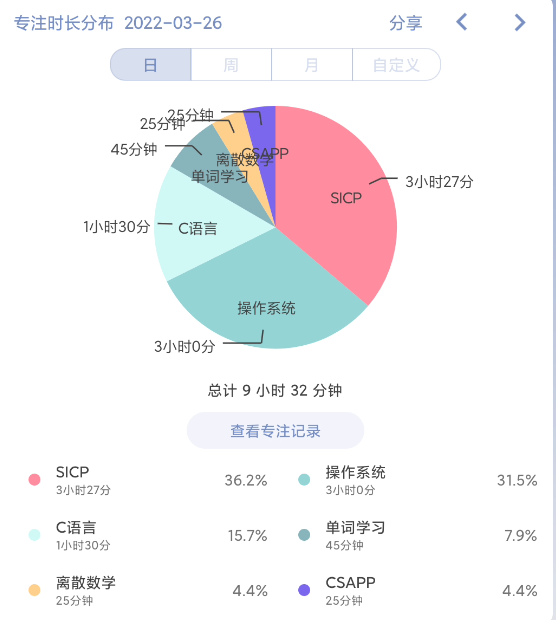 专注时长分布 2022-03-26 分享
日 周 月 自定义
25分钟
25分钟
45分钟
CSAPP
离散数学
单词学习
3小时27分
SICP
1小时30分
C语言
操作系统
3小时0分
总计 9 小时 32 分钟
查看专注记录
SICP 36.2% 操作系统 31.5%
3小时27分 3小时0分
C语言 15.7% 单词学习 7.9%
1小时30分 45分钟
离散数学 4.4% CSAPP 4.4%
25分钟 25分钟